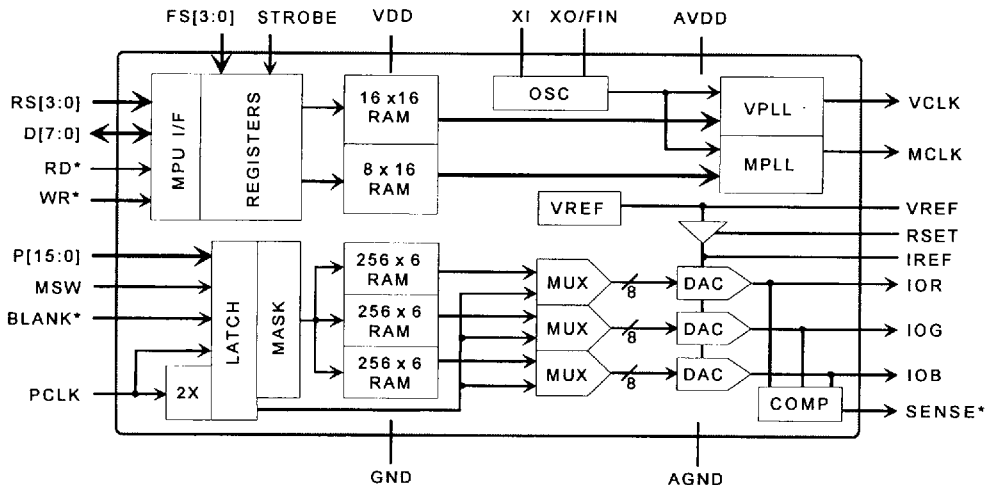 FS[3:0] STROBE VDD XI XO/FIN AVDD
RS[3:0]
D[7:0]
RD*
WR*
MPU I/F
REGISTERS
16 x16
RAM
8 x 16
RAM
OSC
VPLL
MPLL
VCLK
MCLK
VREF
VREF
RSET
IREF
P[15:0]
MSW
BLANK*
PCLK
2X
LATCH
MASK
256 x 6
RAM
256 x 6
RAM
256 x 6
RAM
MUX
8
DAC
IOR
MUX
8
DAC
IOG
MUX
8
DAC
IOB
COMP
SENSE*
GND
AGND